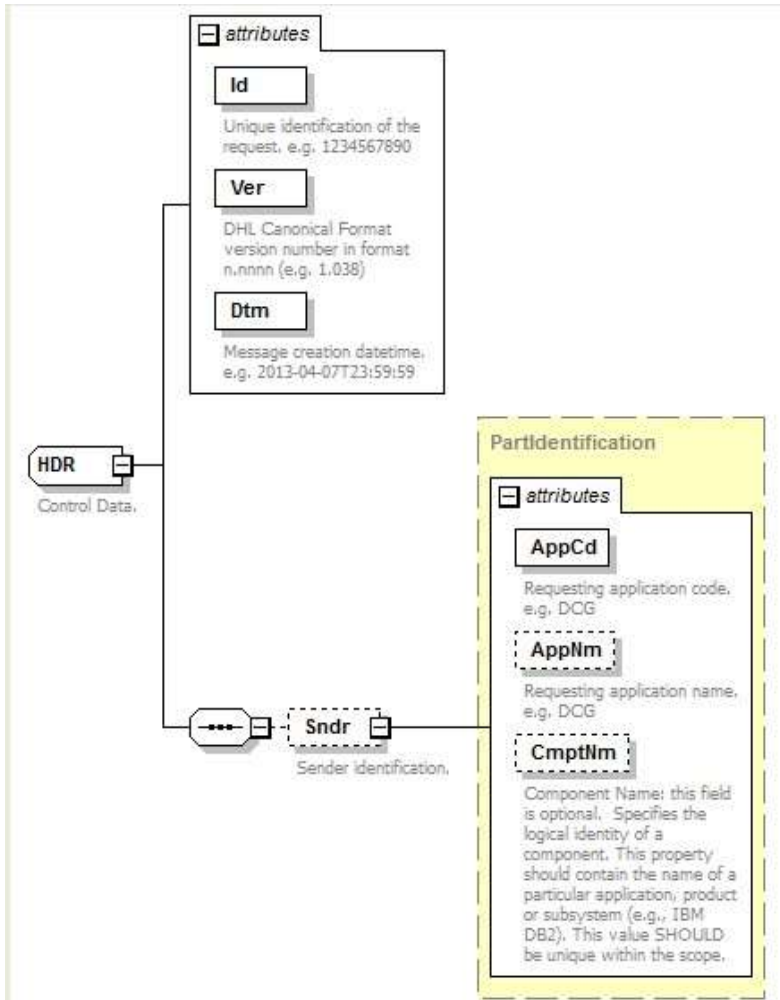 attributes
Id
Unique identification of the
request. e.g. 1234567890
Ver
DHL Canonical Format
version number in format
n.nnnn (e.g. 1.038)
Dtm
Message creation datetime.
e.g. 2013-04-07T23:59:59
HDR
Control Data.
PartIdentification
attributes
AppCd
Requesting application code.
e.g. DCG
AppNm
Requesting application name.
e.g. DCG
Sndr
Sender identification.
CmptNm
Component Name: this field
is optional.  Specifies the
logical identity of a
component. This property
should contain the name of a
particular application, product
or subsystem (e.g., IBM
DB2). This value SHOULD
be unique within the scope.